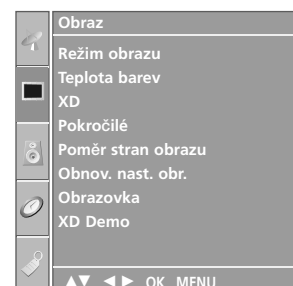 Obraz
Režim obrazu
Teplota barev
XD
Pokročilé
Poměr stran obrazu
Obnov. nast. obr.
Obrazovka
XD Demo
▲▼ ◄► OK MENU